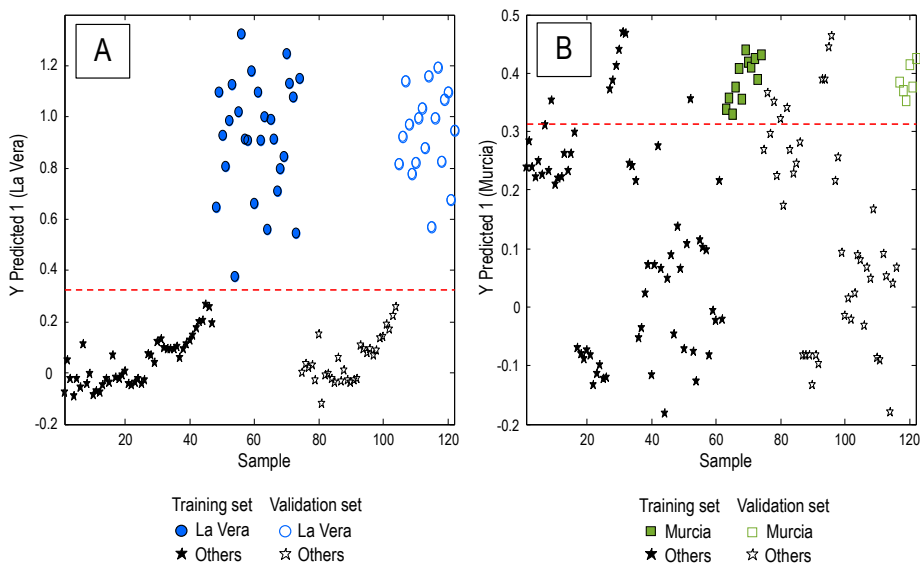 A
B
Y Predicted 1 (La Vera)
1.2
1.0
0.8
0.6
0.4
0.2
0
-0.2
20 40 60 80 100 120
Sample
Y Predicted 1 (Murcia)
0.5
0.4
0.3
0.2
0.1
0
-0.1
-0.2
20 40 60 80 100 120
Sample
Training set Validation set
La Vera La Vera
Others Others
Training set Validation set
Murcia Murcia
Others Others